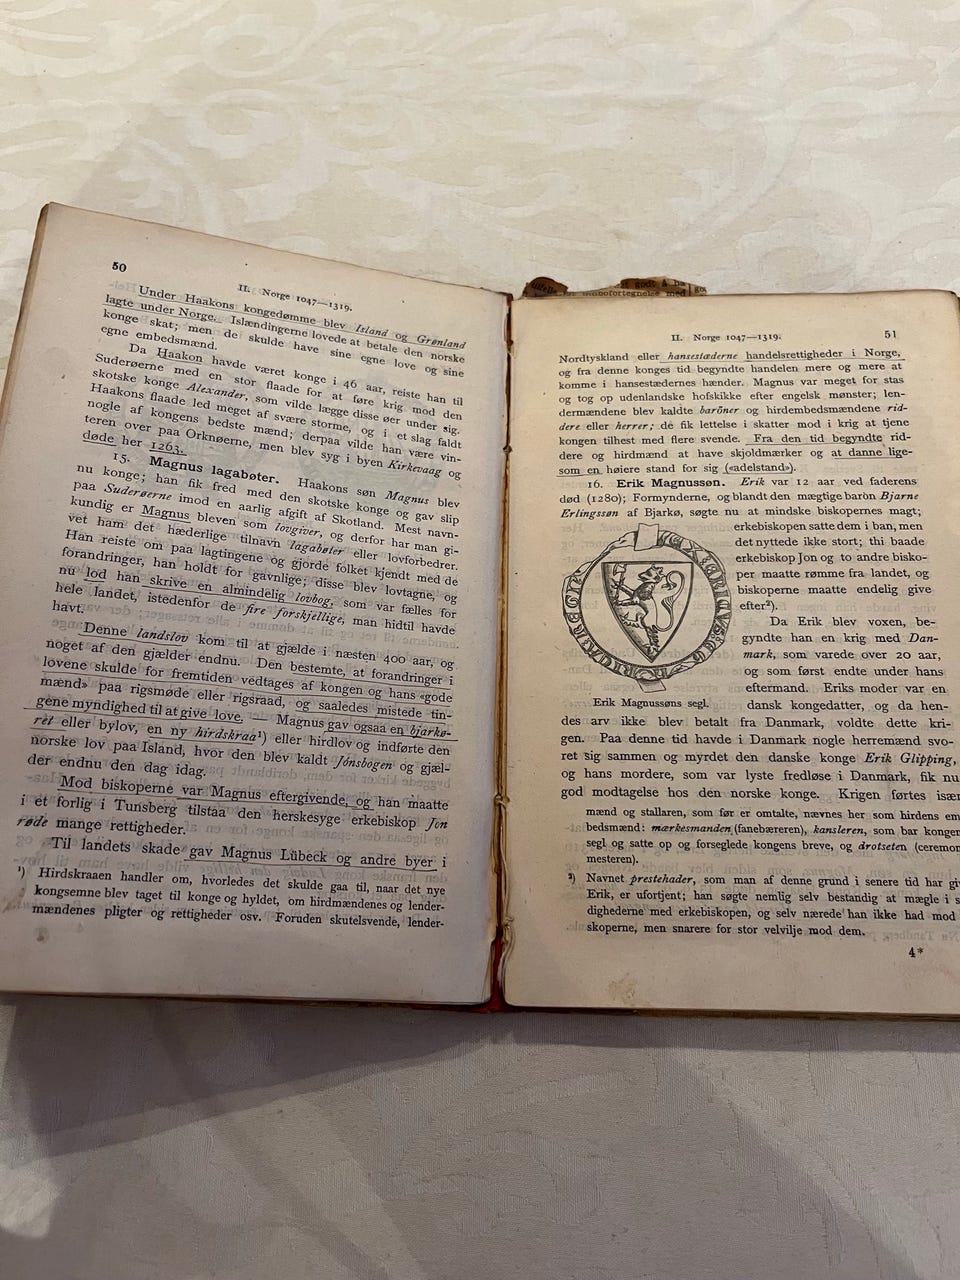 50
II. Norge 1047—1319.
Under Haakons kongedømme blev Island og Grønland
lagte under Norge. Islændingerne lovede at betale den norske
konge skat; men de skulde have sine egne love og sine
egne embedsmænd.
Da Haakon havde været konge i 46 aar, reiste han til
Suderøerne med en stor flaade for at føre krig mod den
skotske konge Alexander, som vilde lægge disse øer under sig.
Haakons flaade led meget af svære storme, og i et slag faldt
nogle af kongens bedste mænd; derpaa vilde han være vin-
teren over paa Orknøerne, men blev syg i byen Kirkevaag og
døde her 1263.
15. Magnus lagabøter. Haakons søn Magnus blev
nu konge; han fik fred med den skotske konge og gav slip
paa Suderøerne imod en aarlig afgift af Skotland. Mest navn-
kundig er Magnus bleven som lovgiver, og derfor har man gi-
vet ham det hæderlige tilnavn lagabøter eller lovforbedrer.
Han reiste om paa lagtingene og gjorde folket kjendt med de
forandringer, han holdt for gavnlige; disse blev lovtagne, og
nu lod han skrive en almindelig lovbog, som var fælles for
hele landet, istedenfor de fire forskjellige, man hidtil havde
havt.
Denne landslov kom til at gjælde i næsten 400 aar, og
noget af den gjælder endnu. Den bestemte, at forandringer i
lovene skulde for fremtiden vedtages af kongen og hans «gode
mænd» paa rigsmøde eller rigsraad, og saaledes mistede tin-
gene myndighed til at give love. Magnus gav ogsaa en bjarkø-
ret eller bylov, en ny hirdskraa¹) eller hirdlov og indførte den
norske lov paa Island, hvor den blev kaldt Jónsbogen og gjæl-
der endnu den dag idag.
Mod biskoperne var Magnus eftergivende, og han maatte
i et forlig i Tunsberg tilstaa den herskesyge erkebiskop Jon
røde mange rettigheder.
Til landets skade gav Magnus Lübeck og andre byer i
¹) Hirdskraaen handler om, hvorledes det skulde gaa til, naar det nye
kongsemne blev taget til konge og hyldet, om hirdmændenes og lender-
mændenes pligter og rettigheder osv. Foruden skutelsvende, lender-
godt A ha
II. Norge 1047—1319.
51
Nordtyskland eller hansestæderne handelsrettigheder i Norge,
og fra denne konges tid begyndte handelen mere og mere at
komme i hansestædernes hænder. Magnus var meget for stas
og tog op udenlandske hofskikke efter engelsk mønster; len-
dermændene blev kaldte baróner og hirdembedsmændene rid-
dere eller herrer; de fik lettelse i skatter mod i krig at tjene
kongen tilhest med flere svende. Fra den tid begyndte rid-
dere og hirdmænd at have skjoldmærker og at danne lige-
som en høiere stand for sig («adelstand»).
16. Erik Magnussøn. Erik var 12 aar ved faderens
død (1280); Formynderne, og blandt den mægtige barón Bjarne
Erlingssøn af Bjarkø, søgte nu at mindske biskopernes magt;
erkebiskopen satte dem i ban, men
det nyttede ikke stort; thi baade
erkebiskop Jon og to andre bisko-
per maatte rømme fra landet, og
biskoperne maatte endelig give
efter²).
Da Erik blev voxen, be-
gyndte han en krig med Dan-
mark, som varede over 20 aar,
og som først endte under hans
eftermand. Eriks moder var en
Erik Magnussøns segl.
dansk kongedatter, og da hen-
des arv ikke blev betalt fra Danmark, voldte dette kri-
gen. Paa denne tid havde i Danmark nogle herremænd svo-
ret sig sammen og myrdet den danske konge Erik Glipping,
og hans mordere, som var lyste fredløse i Danmark, fik nu
god modtagelse hos den norske konge. Krigen førtes især
mænd og stallaren, som før er omtalte, nævnes her som hirdens em
bedsmænd: mærkesmanden (fanebæreren), kansleren, som bar kongen
segl og satte op og forseglede kongens breve, og drotseten (ceremon
mesteren).
²) Navnet prestehader, som man af denne grund i senere tid har giv
Erik, er ufortjent; han søgte nemlig selv bestandig at mægle i s
dighederne med erkebiskopen, og selv nærede han ikke had mod
skoperne, men snarere for stor velvilje mod dem.
4*